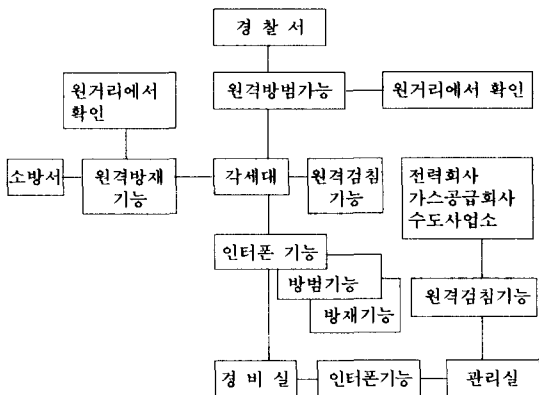 경 찰 서
원거리에서
확인
원격방범가능
원거리에서 확인
소방서
원격방재
기능
각세대
원격검침
기능
전력회사
가스공급회사
수도사업소
인터폰 기능
방범기능
방재기능
원격검침기능
경 비 실
인터폰기능
관리실